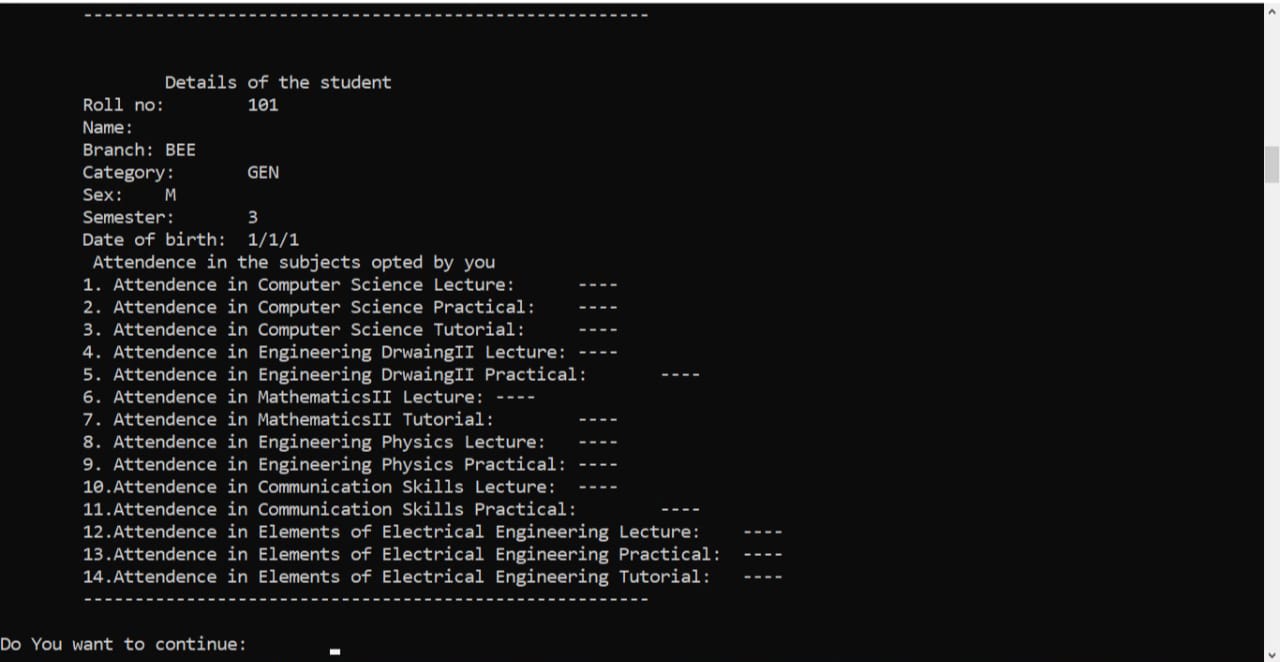 -------------------------------------------------------
Details of the student
Roll no: 101
Name:
Branch: BEE
Category: GEN
Sex: M
Semester: 3
Date of birth: 1/1/1
Attendence in the subjects opted by you
1. Attendence in Computer Science Lecture: ----
2. Attendence in Computer Science Practical: ----
3. Attendence in Computer Science Tutorial: ----
4. Attendence in Engineering DrwaingII Lecture: ----
5. Attendence in Engineering DrwaingII Practical: ----
6. Attendence in MathematicsII Lecture: ----
7. Attendence in MathematicsII Tutorial: ----
8. Attendence in Engineering Physics Lecture: ----
9. Attendence in Engineering Physics Practical: ----
10.Attendence in Communication Skills Lecture: ----
11.Attendence in Communication Skills Practical: ----
12.Attendence in Elements of Electrical Engineering Lecture: ----
13.Attendence in Elements of Electrical Engineering Practical: ----
14.Attendence in Elements of Electrical Engineering Tutorial: ----
-------------------------------------------------------
Do You want to continue: